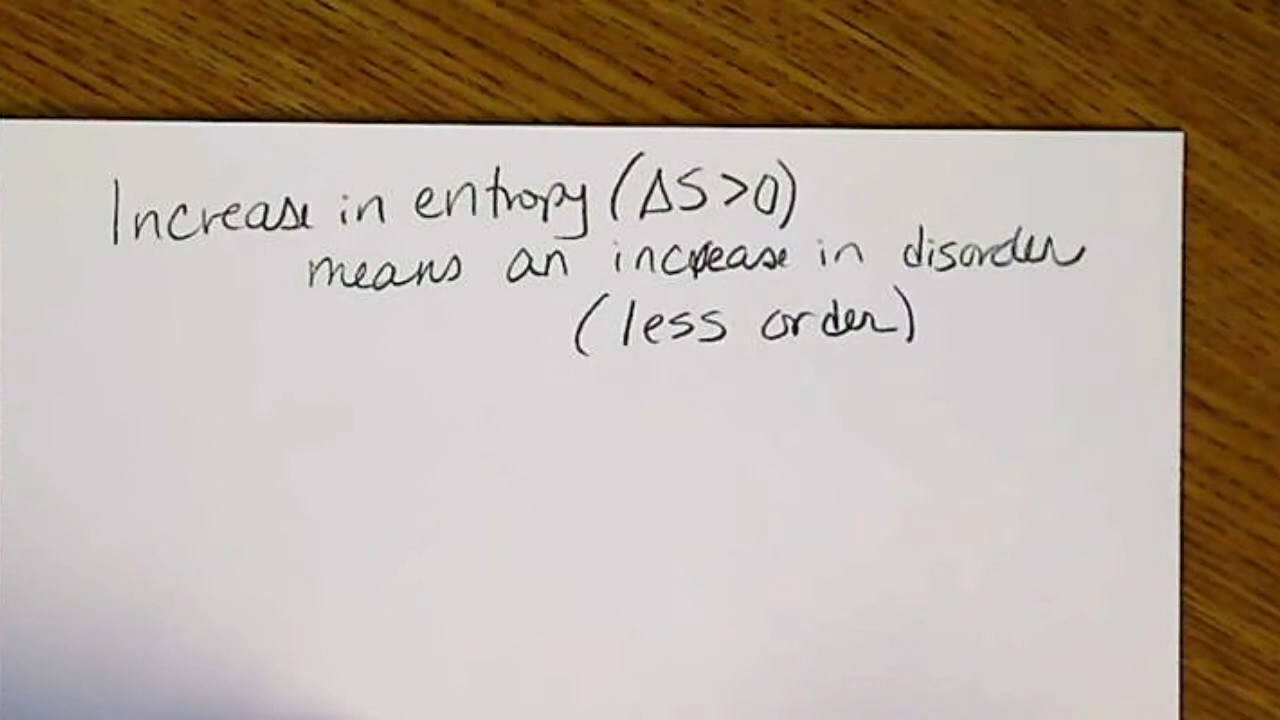 Increase in entropy (ΔS>0)
means an increase in disorder
(less order)